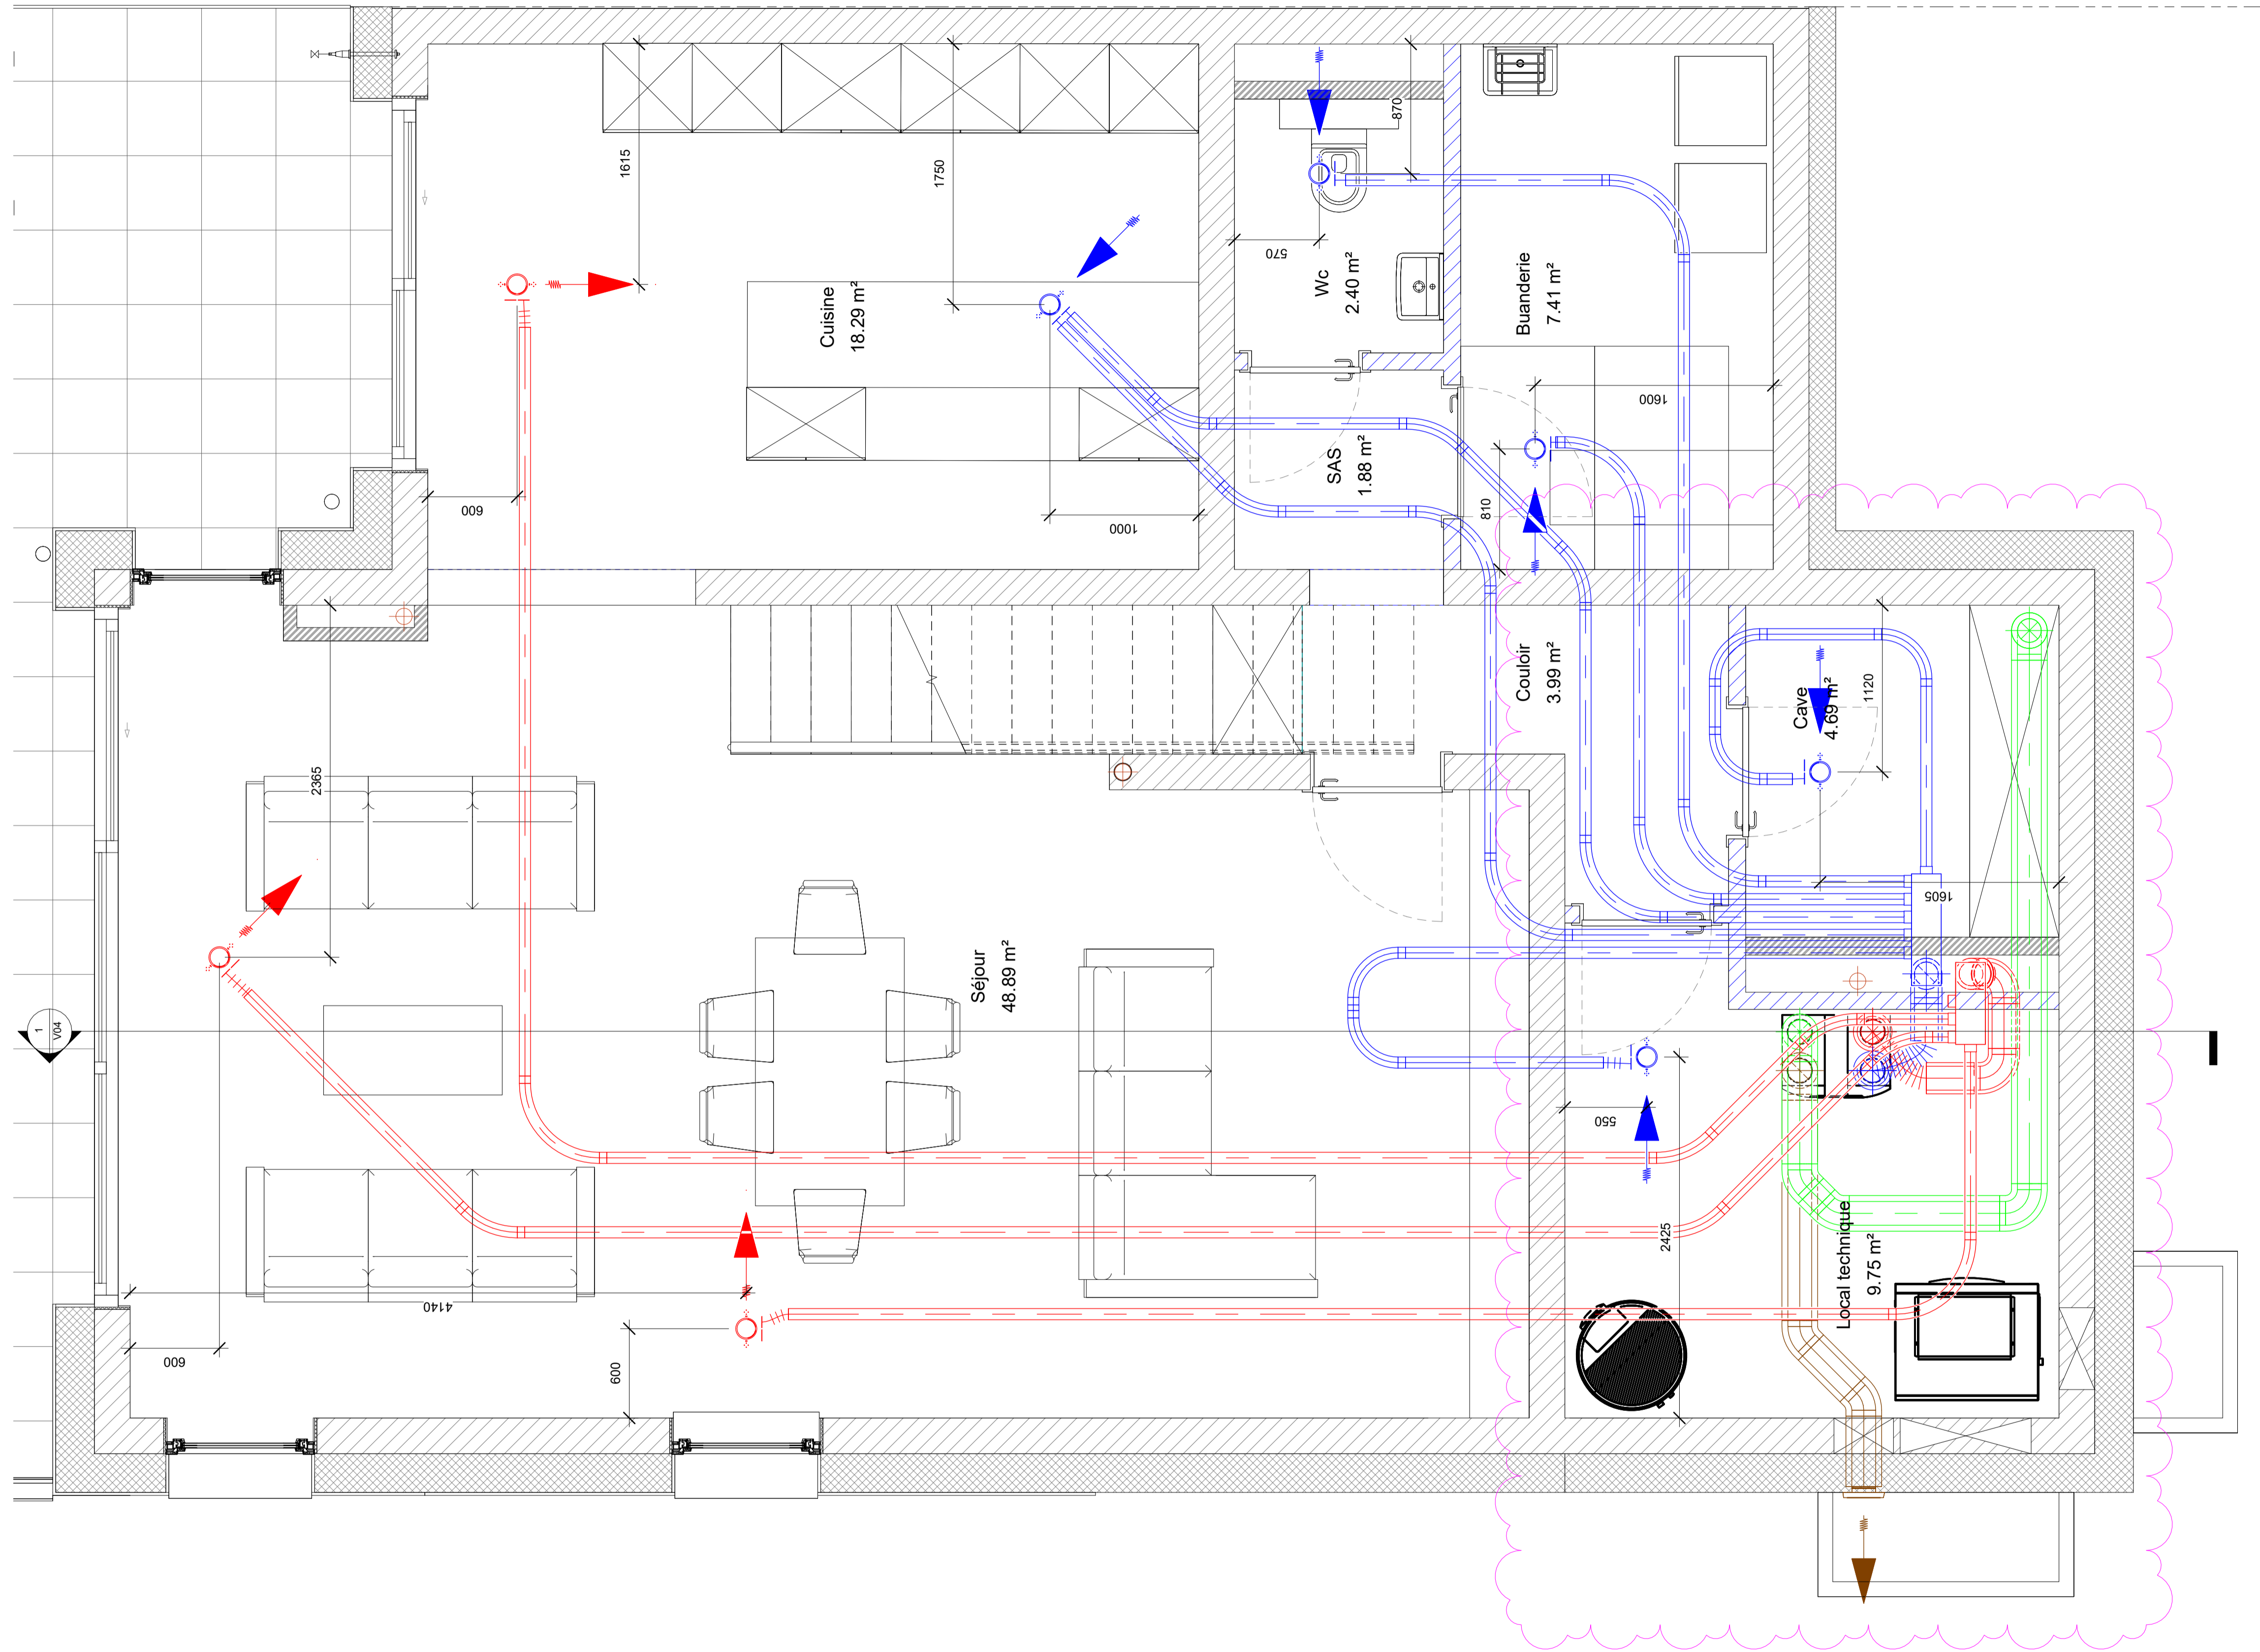 870
1615
1750
570
Wc
2.40 m²
Cuisine
18.29 m²
Buanderie
7.41 m²
1600
SAS
1.88 m²
600
810
1000
Couloir
3.99 m²
Cave
4.69 m²
1120
2365
1605
Séjour
48.89 m²
1
V04
550
2425
Local technique
9.75 m²
4140
600
600